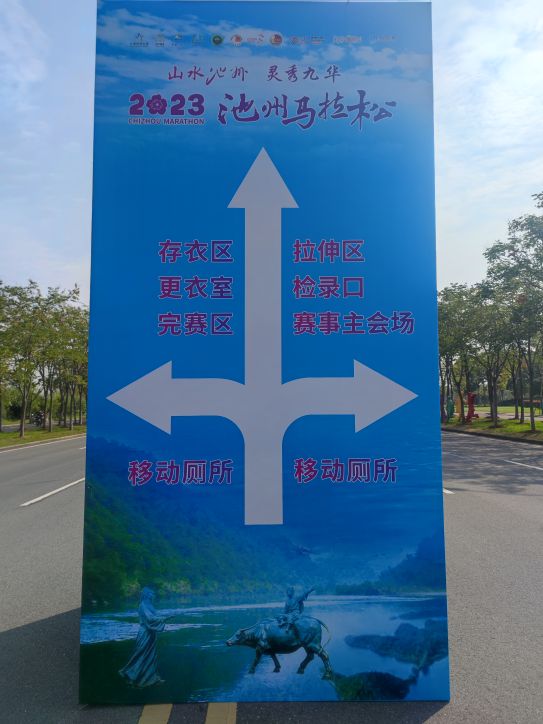 山水池州 灵秀九华
2023 池州马拉松
CHIZHOU MARATHON
存衣区 拉伸区
更衣室 检录口
完赛区 赛事主会场
移动厕所 移动厕所